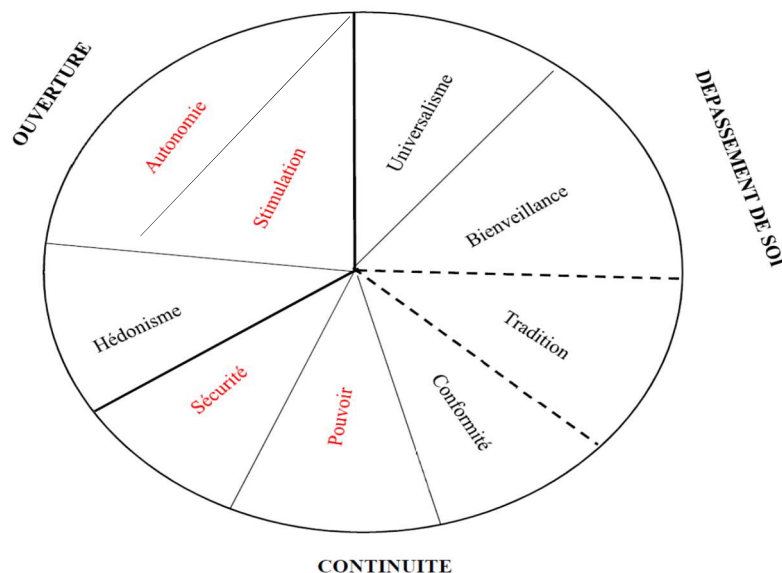 OUVERTURE
DEPASSEMENT DE SOI
Autonomie
Stimulation
Universalisme
Bienveillance
Hédonisme
Tradition
Sécurité
Pouvoir
Conformité
CONTINUITE